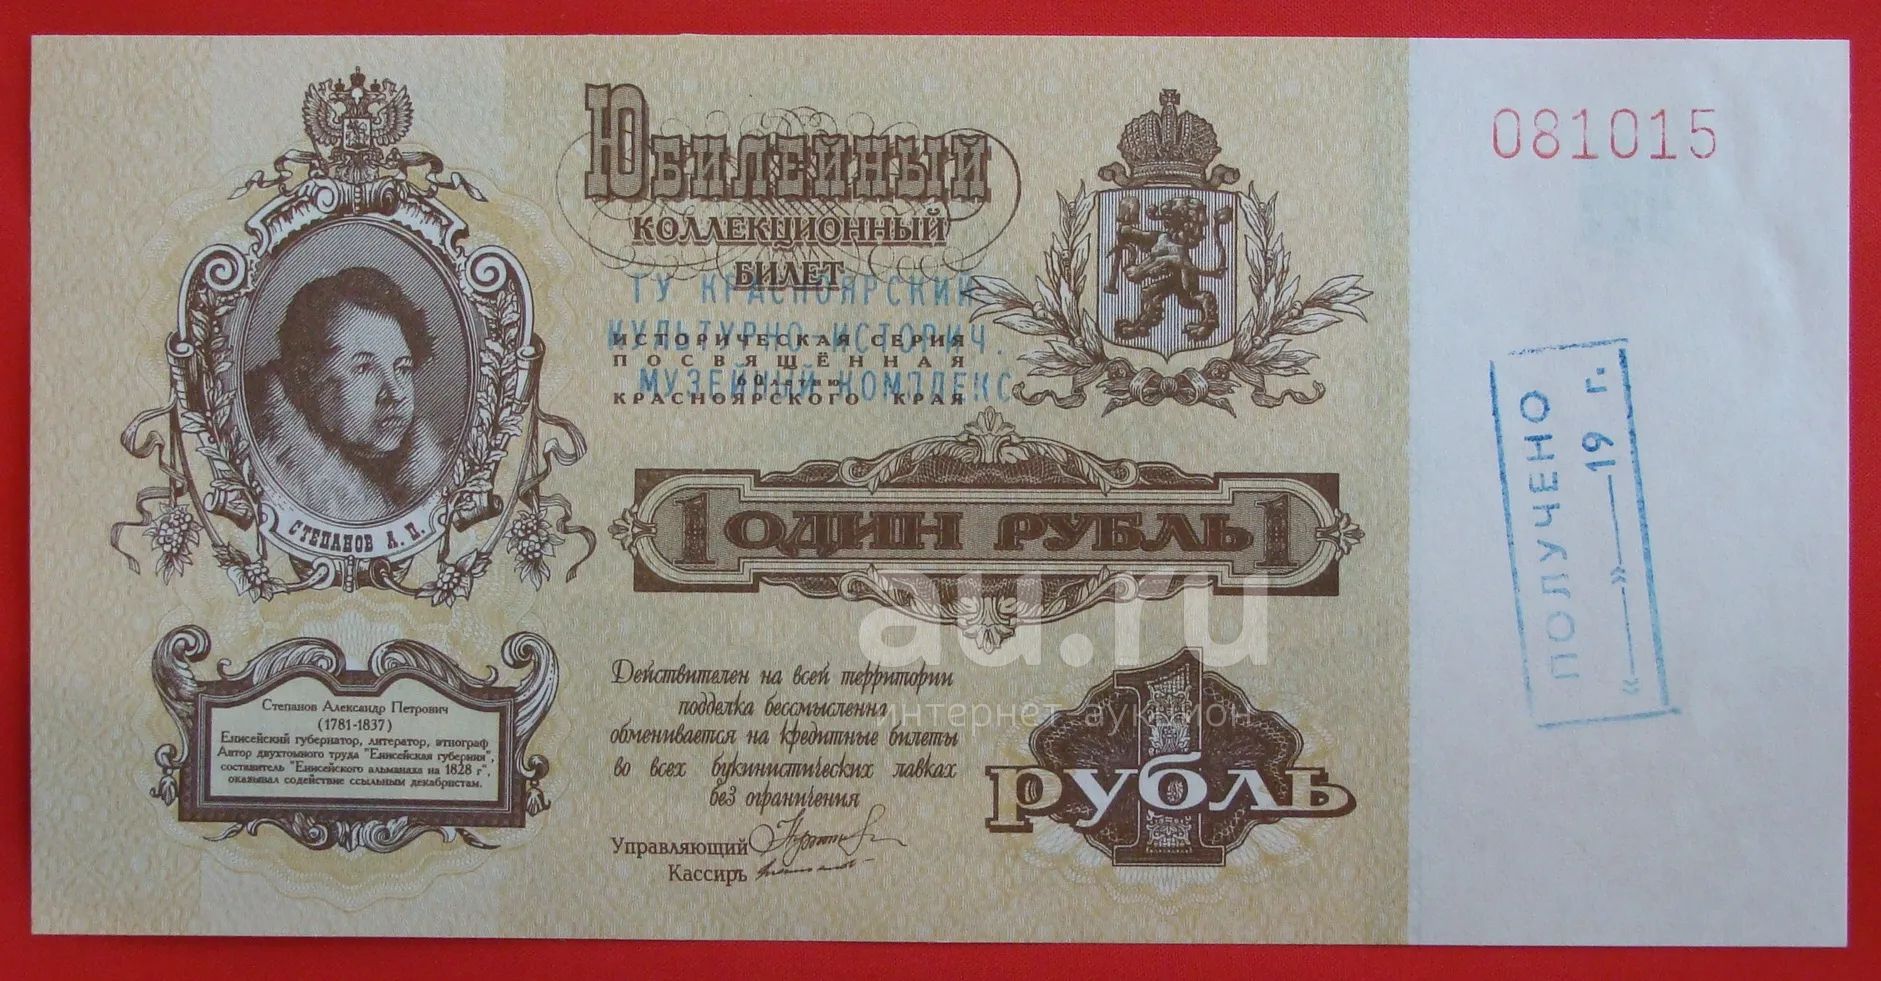 Юбилейный
коллекционный
билет
ТУ КРАСНОЯРСКИЙ
КУЛЬТУРНО-ИСТОРИЧ.
МУЗЕЙНЫЙ КОМПЛЕКС
историческая серия
посвящённая
60летию
красноярского края
081015
СТЕПАНОВ А. П.
1 ОДИН РУБЛЬ 1
Степанов Александр Петрович
(1781-1837)
Енисейский губернатор, литератор, этнограф
Автор двухтомного труда "Енисейская губерния",
составитель "Енисейского альманаха на 1828 г",
оказывал содействие ссыльным декабристам.
Действителен на всей территории
подделка бессмысленна
обменивается на кредитные билеты
во всех букинистических лавках
без ограничения
Управляющий
Кассиръ
1
рубль
ПОЛУЧЕНО
«——»——19 г.
au.ru
интернет аукцион